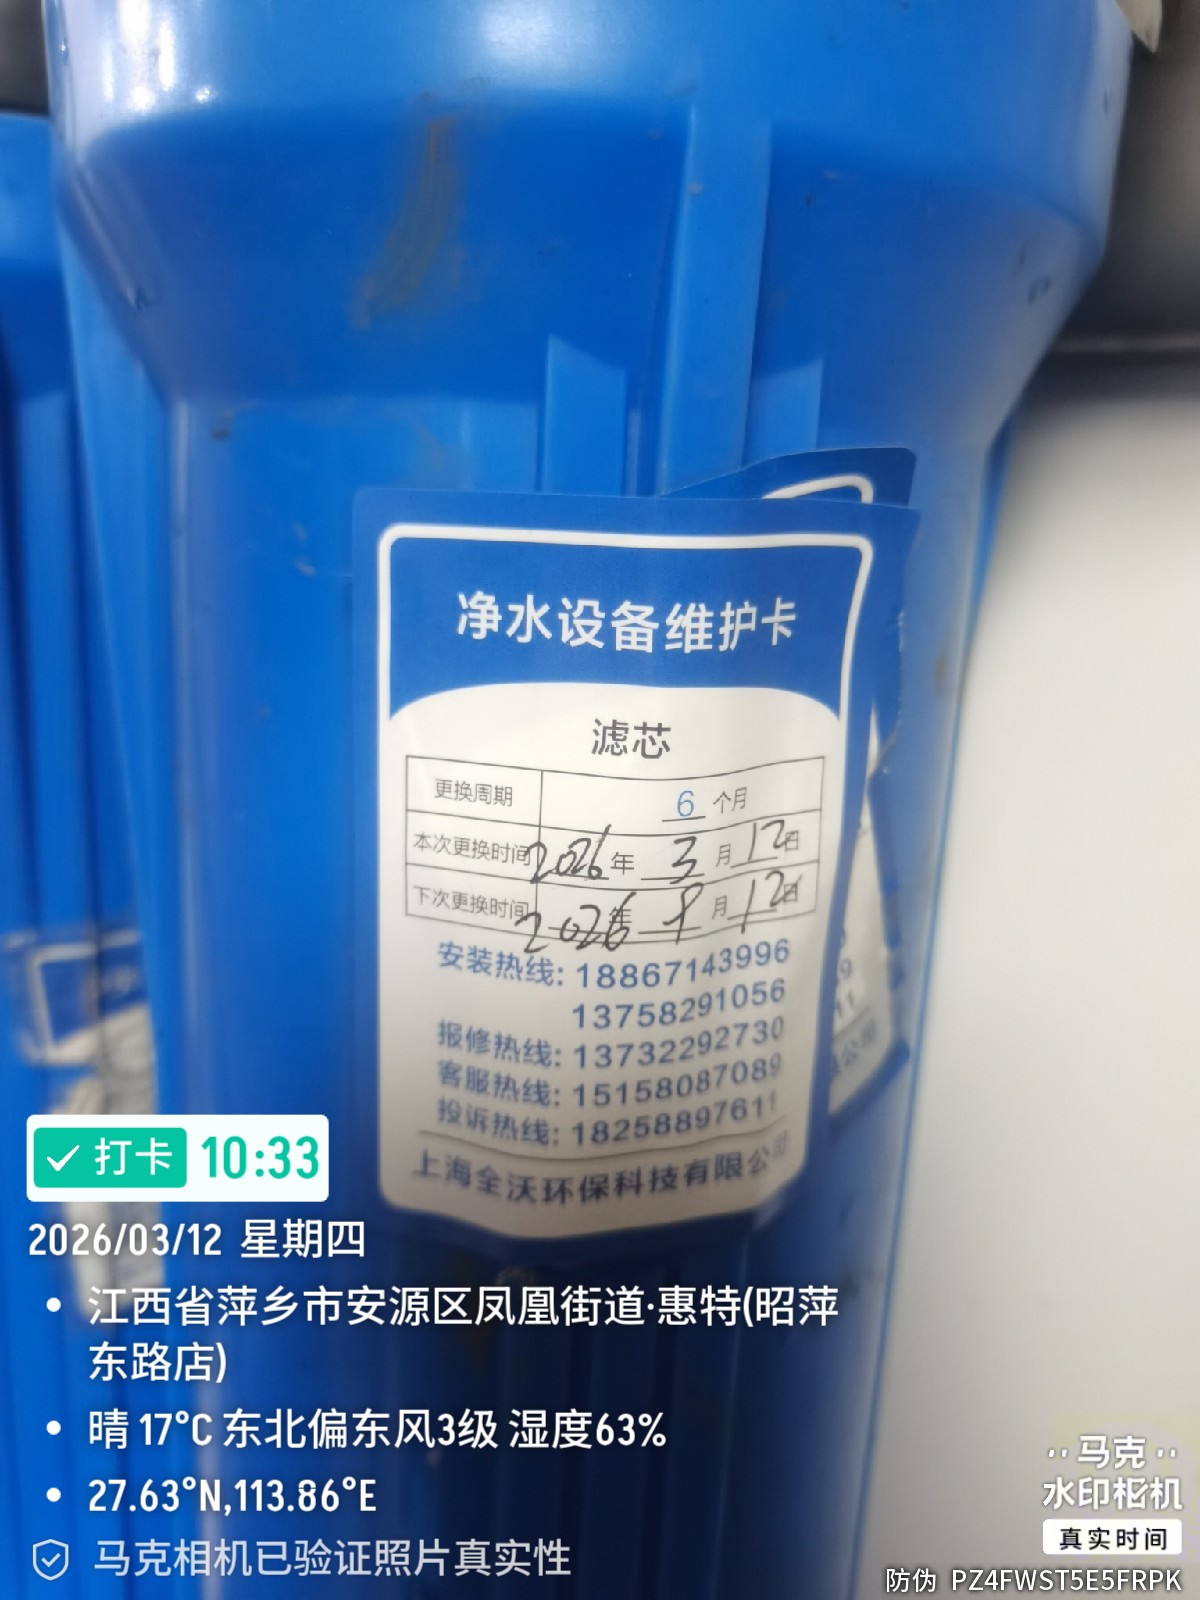 净水设备维护卡
滤芯
更换周期 6 个月
本次更换时间 2026 年 3 月 12 日
下次更换时间 2026 年 9 月 12 日
安装热线: 18867143996
13758291056
报修热线: 13732292730
客服热线: 15158087089
投诉热线: 18258897611
上海全沃环保科技有限公司
打卡 10:33
2026/03/12 星期四
江西省萍乡市安源区凤凰街道·惠特(昭萍
东路店)
晴 17°C 东北偏东风3级 湿度63%
27.63°N,113.86°E
马克相机已验证照片真实性
马克
水印相机
真实时间
防伪 PZ4FWST5E5FRPK